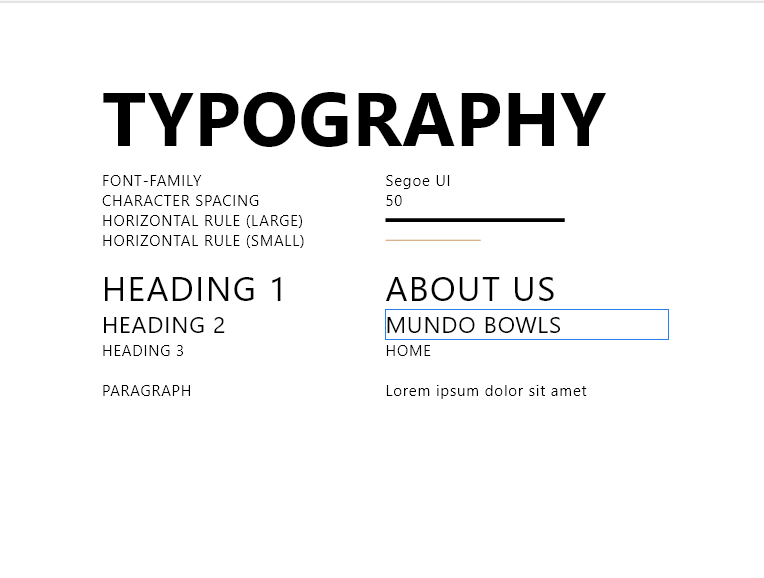 TYPOGRAPHY
FONT-FAMILY Segoe UI
CHARACTER SPACING 50
HORIZONTAL RULE (LARGE)
HORIZONTAL RULE (SMALL)
HEADING 1 ABOUT US
HEADING 2 MUNDO BOWLS
HEADING 3 HOME
PARAGRAPH Lorem ipsum dolor sit amet